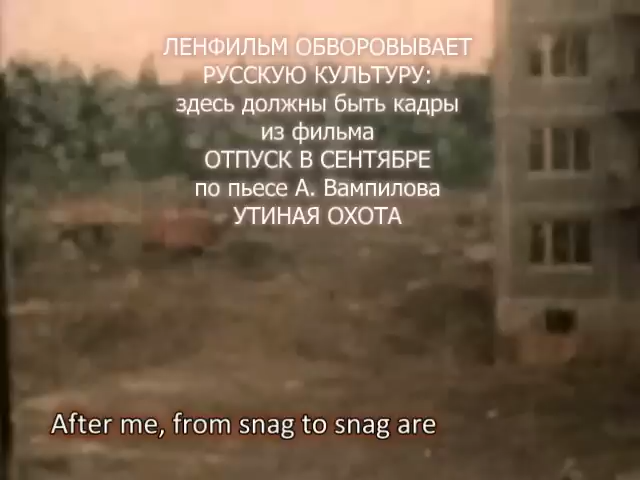 ЛЕНФИЛЬМ ОБВОРОВЫВАЕТ
РУССКУЮ КУЛЬТУРУ:
здесь должны быть кадры
из фильма
ОТПУСК В СЕНТЯБРЕ
по пьесе А. Вампилова
УТИНАЯ ОХОТА
After me, from snag to snag are